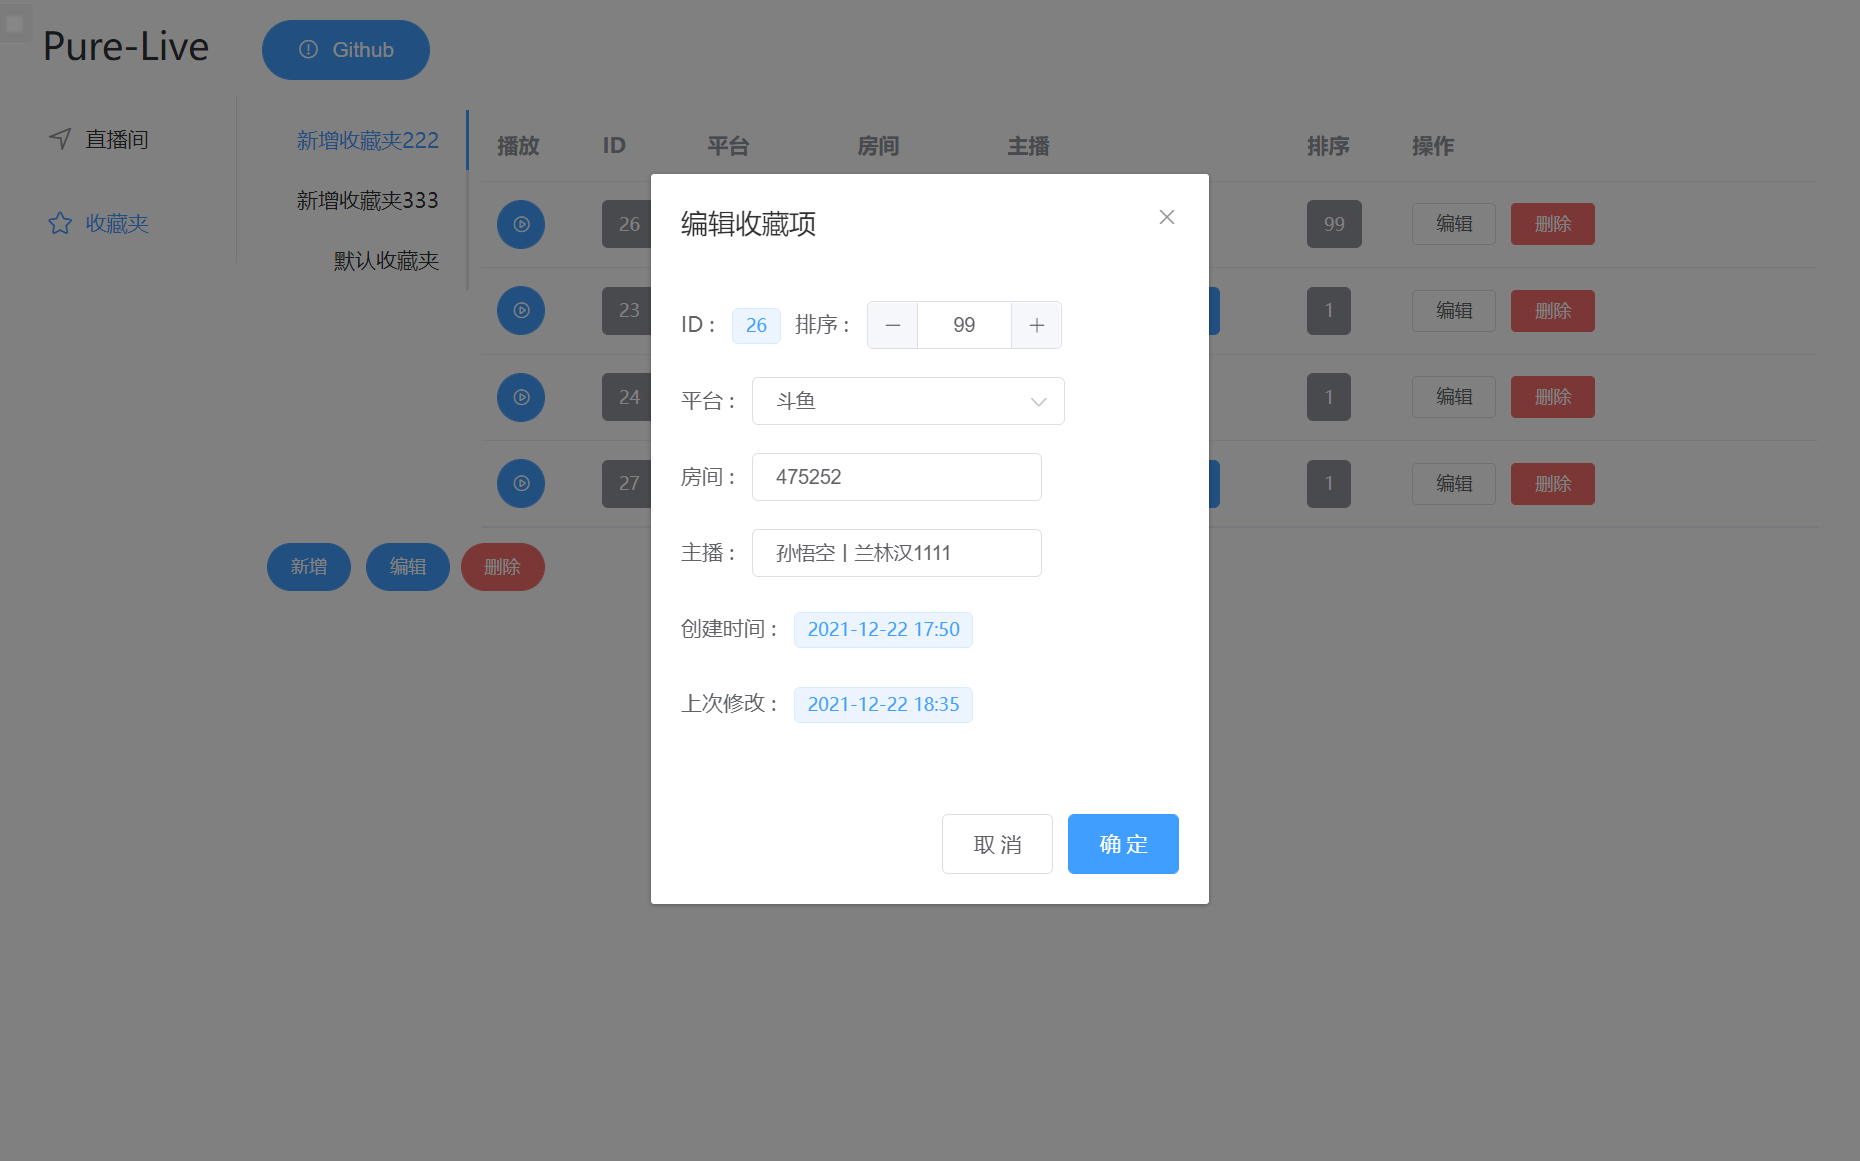 Pure-Live
Github
直播间
收藏夹
新增收藏夹222
新增收藏夹333
默认收藏夹
播放 ID 平台 房间 主播 排序 操作
26 99 编辑 删除
23 1 编辑 删除
24 1 编辑 删除
27 1 编辑 删除
新增 编辑 删除
编辑收藏项
ID : 26 排序 : 99
平台 : 斗鱼
房间 : 475252
主播 : 孙悟空丨兰林汉1111
创建时间 : 2021-12-22 17:50
上次修改 : 2021-12-22 18:35
取 消 确 定